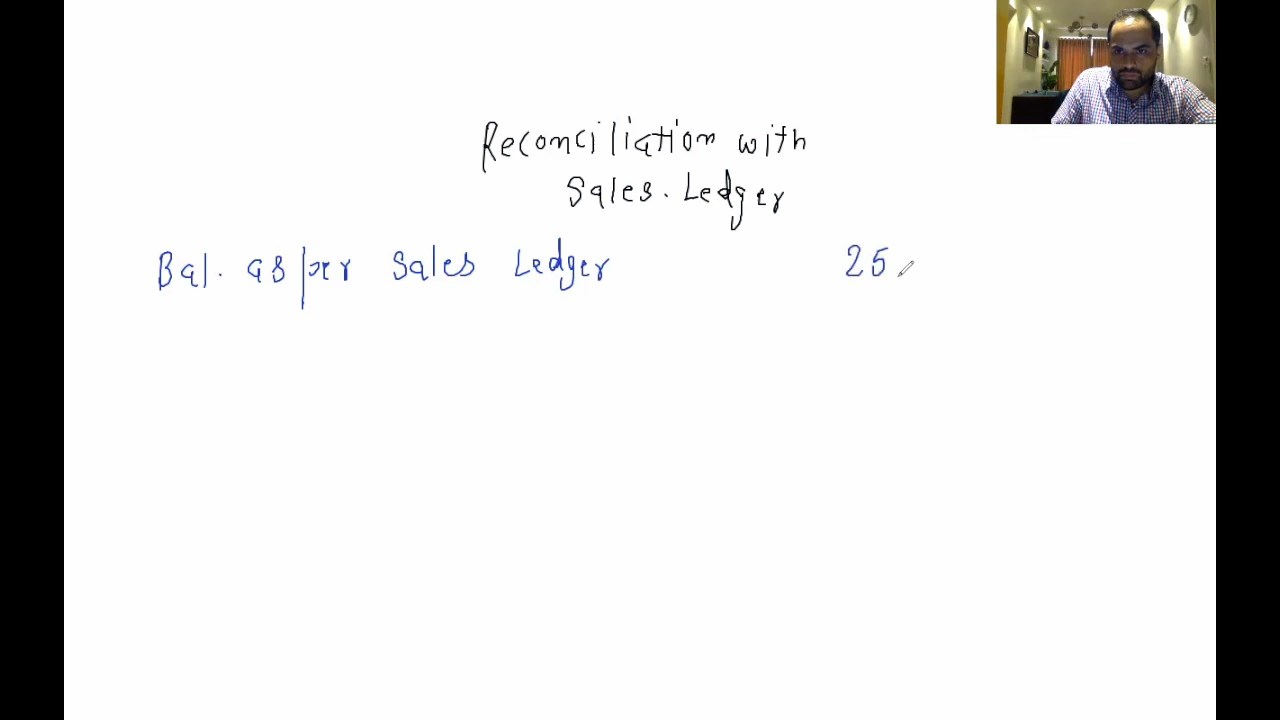 Reconciliation with
Sales. Ledger
Bal. as per Sales Ledger 25